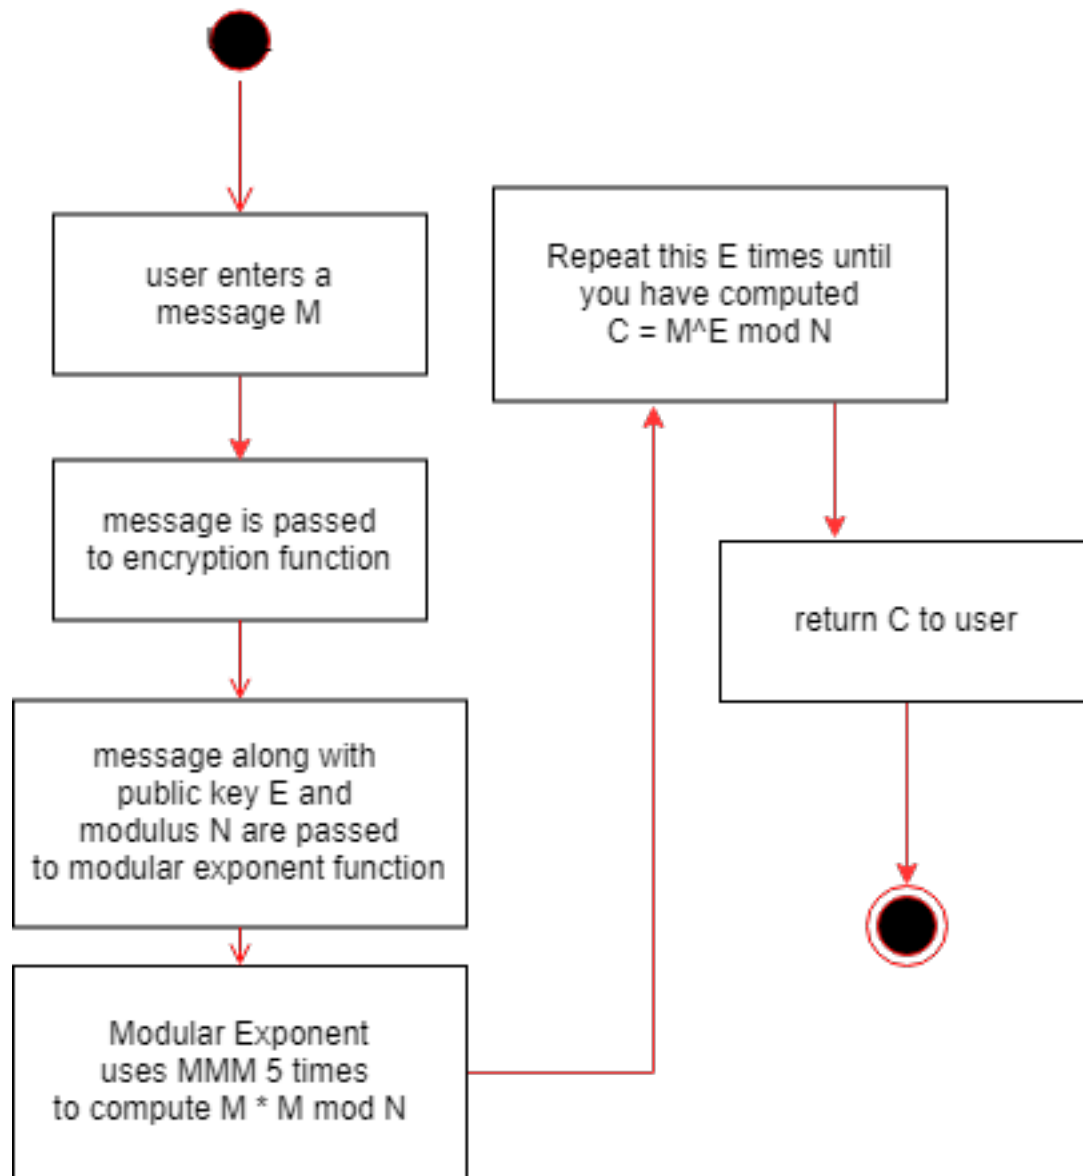 user enters a
message M
message is passed
to encryption function
message along with
public key E and
modulus N are passed
to modular exponent function
Modular Exponent
uses MMM 5 times
to compute M * M mod N
Repeat this E times until
you have computed
C = M^E mod N
return C to user